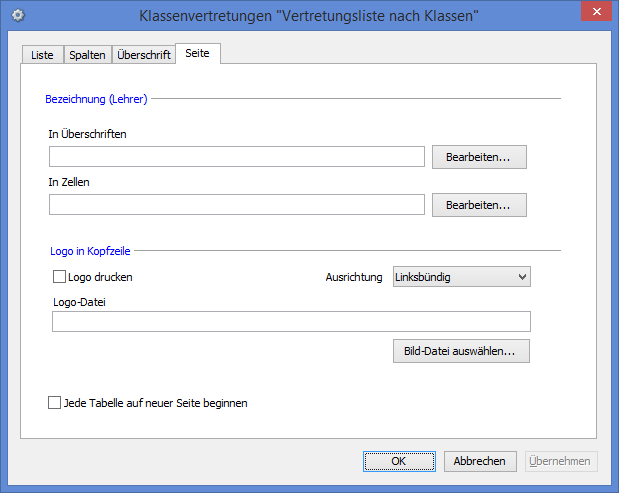 Klassenvertretungen "Vertretungsliste nach Klassen"
Liste Spalten Überschrift Seite
Bezeichnung (Lehrer)
In Überschriften
Bearbeiten...
In Zellen
Bearbeiten...
Logo in Kopfzeile
Logo drucken Ausrichtung Linksbündig
Logo-Datei
Bild-Datei auswählen...
Jede Tabelle auf neuer Seite beginnen
OK Abbrechen Übernehmen